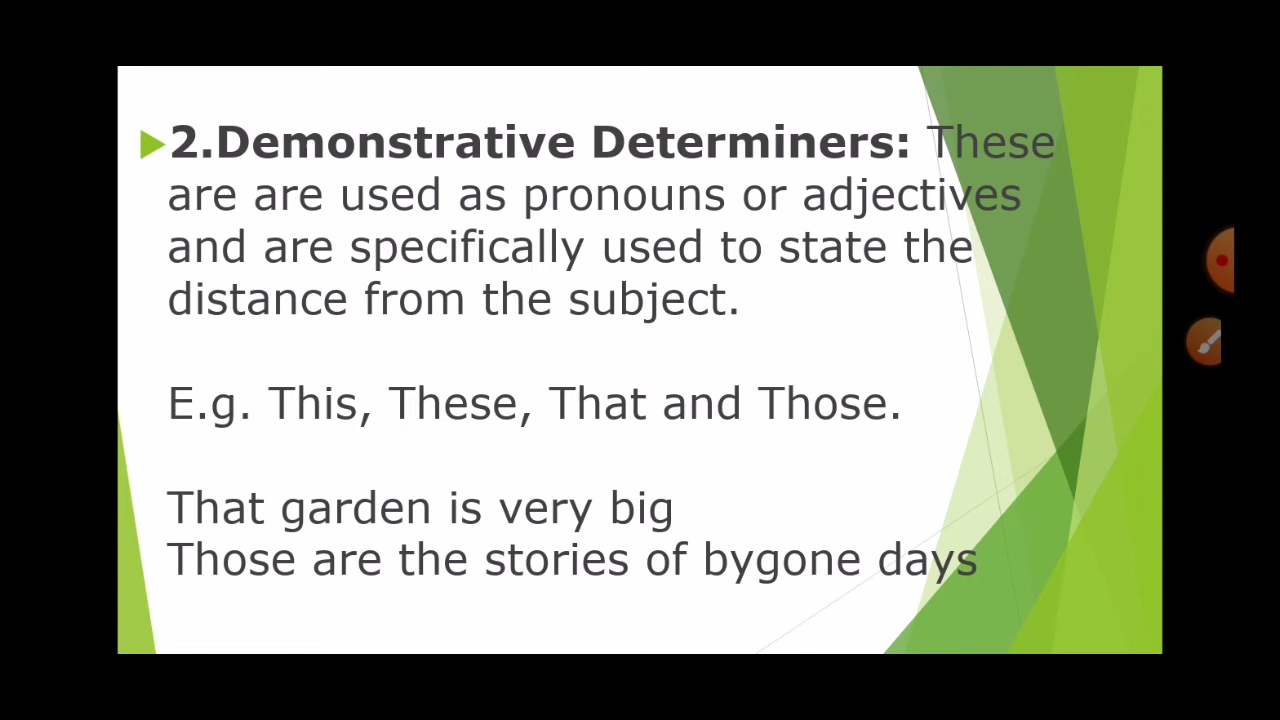 2.Demonstrative Determiners: These
are are used as pronouns or adjectives
and are specifically used to state the
distance from the subject.
E.g. This, These, That and Those.
That garden is very big
Those are the stories of bygone days